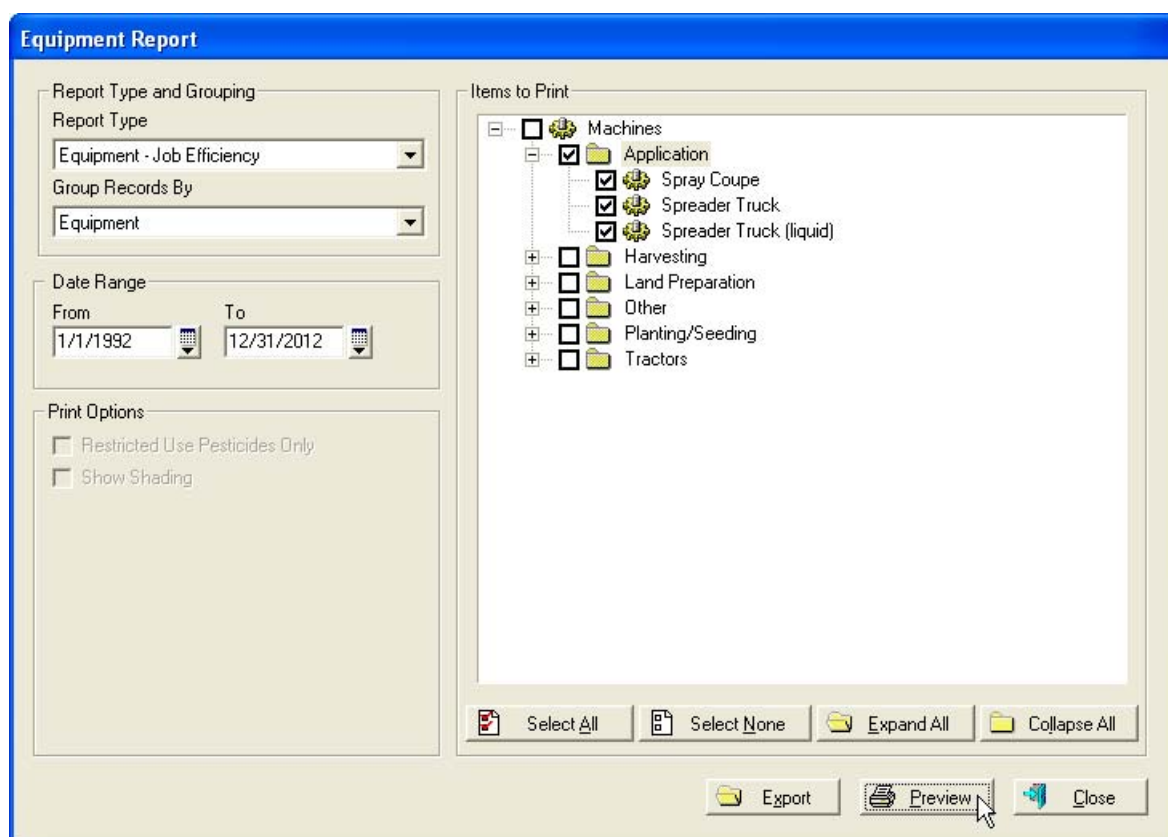 Equipment Report
Report Type and Grouping
Report Type
Equipment - Job Efficiency
Group Records By
Equipment
Date Range
From To
1/1/1992 12/31/2012
Print Options
Restricted Use Pesticides Only
Show Shading
Items to Print
Machines
Application
Spray Coupe
Spreader Truck
Spreader Truck (liquid)
Harvesting
Land Preparation
Other
Planting/Seeding
Tractors
Select All Select None Expand All Collapse All
Export Preview Close